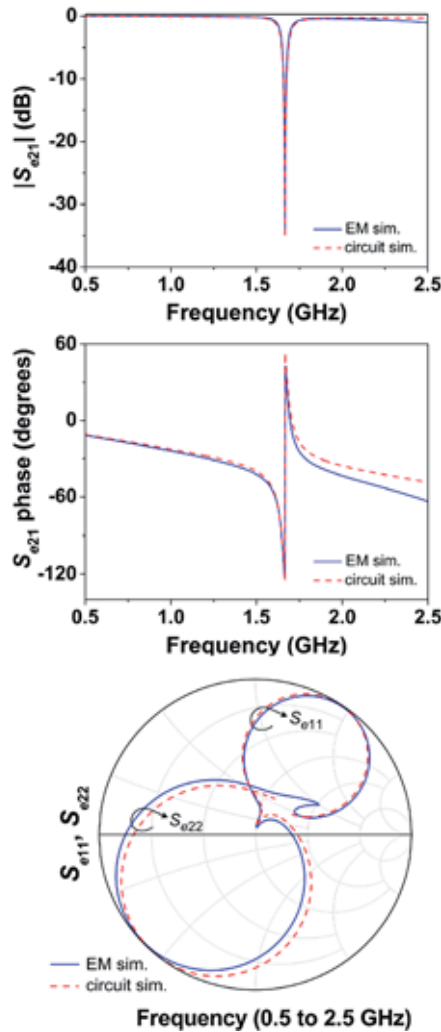 |Se21| (dB)
0
-10
-20
-30
-40
EM sim.
circuit sim.
0.5 1.0 1.5 2.0 2.5
Frequency (GHz)
Se21 phase (degrees)
60
0
-60
-120
EM sim.
circuit sim.
0.5 1.0 1.5 2.0 2.5
Frequency (GHz)
Se11, Se22
Se11
Se22
EM sim.
circuit sim.
Frequency (0.5 to 2.5 GHz)